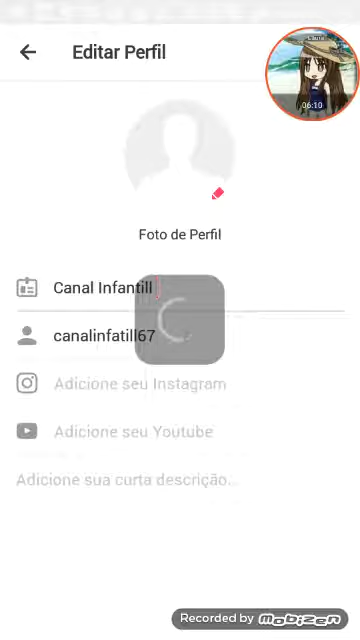 Editar Perfil
Laura
06:10
Foto de Perfil
Canal Infantill
canalinfatill67
Adicione seu Instagram
Adicione seu Youtube
Adicione sua curta descrição...
Recorded by mobizen